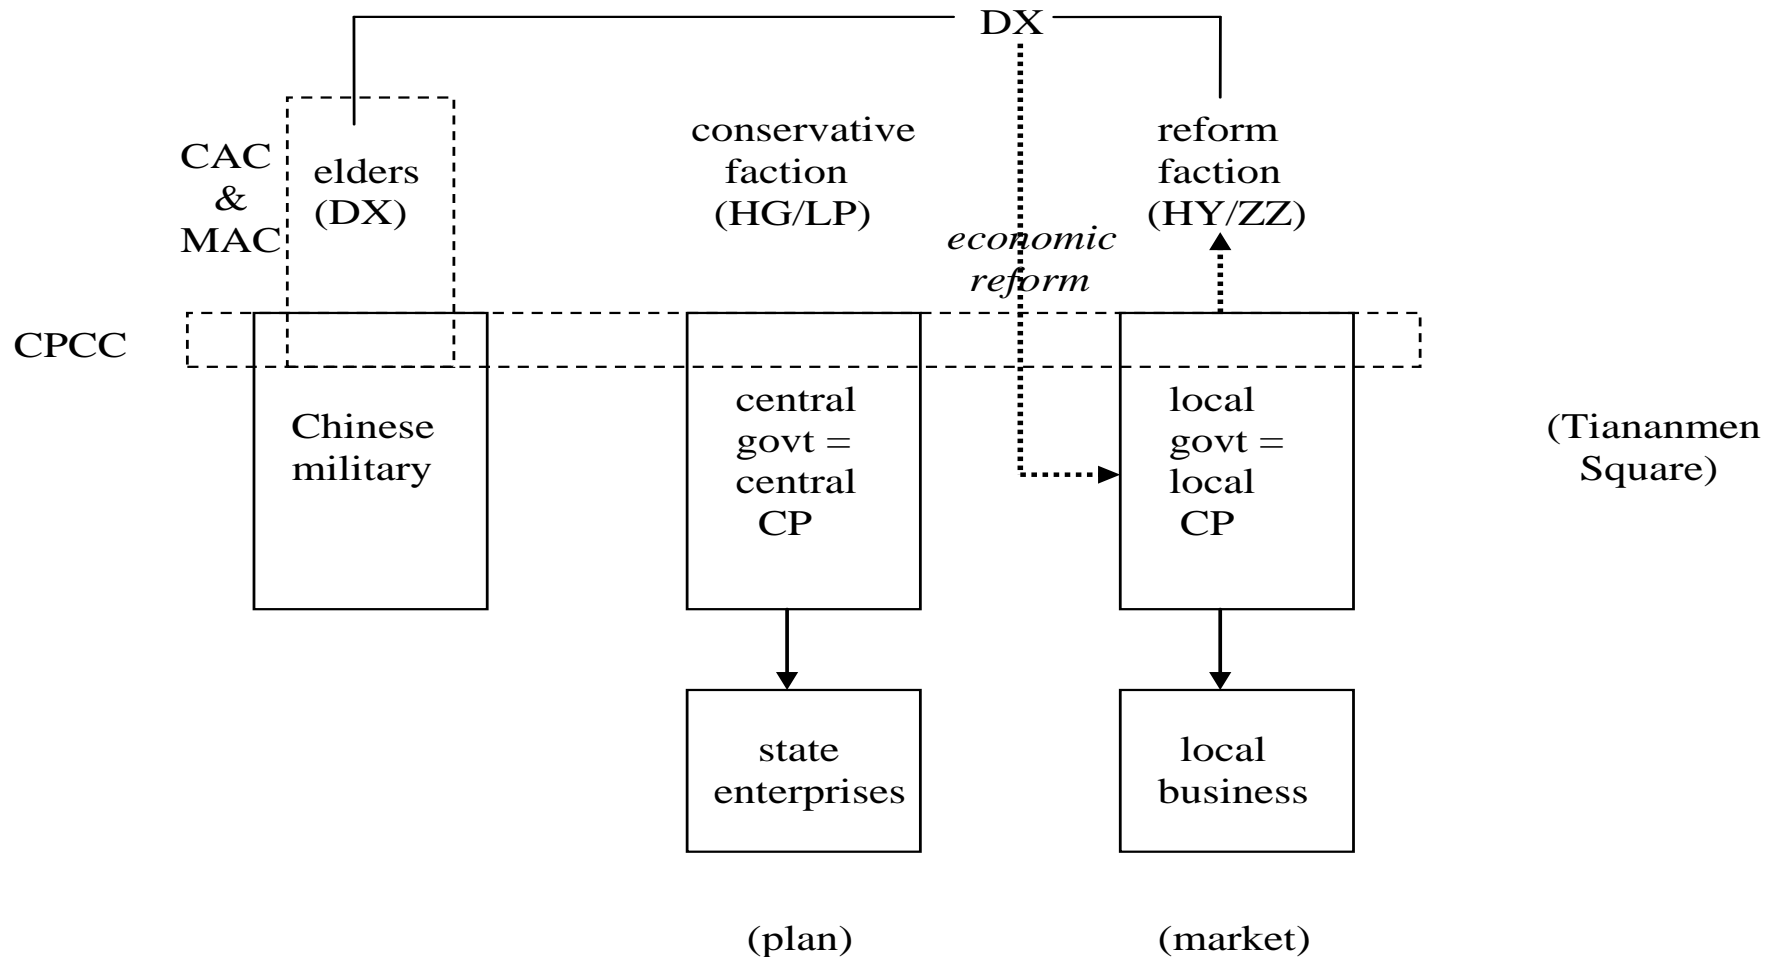 DX
CAC
&
MAC
elders
(DX)
conservative
faction
(HG/LP)
reform
faction
(HY/ZZ)
economic
reform
CPCC
Chinese
military
central
govt =
central
CP
local
govt =
local
CP
(Tiananmen
Square)
state
enterprises
local
business
(plan)
(market)